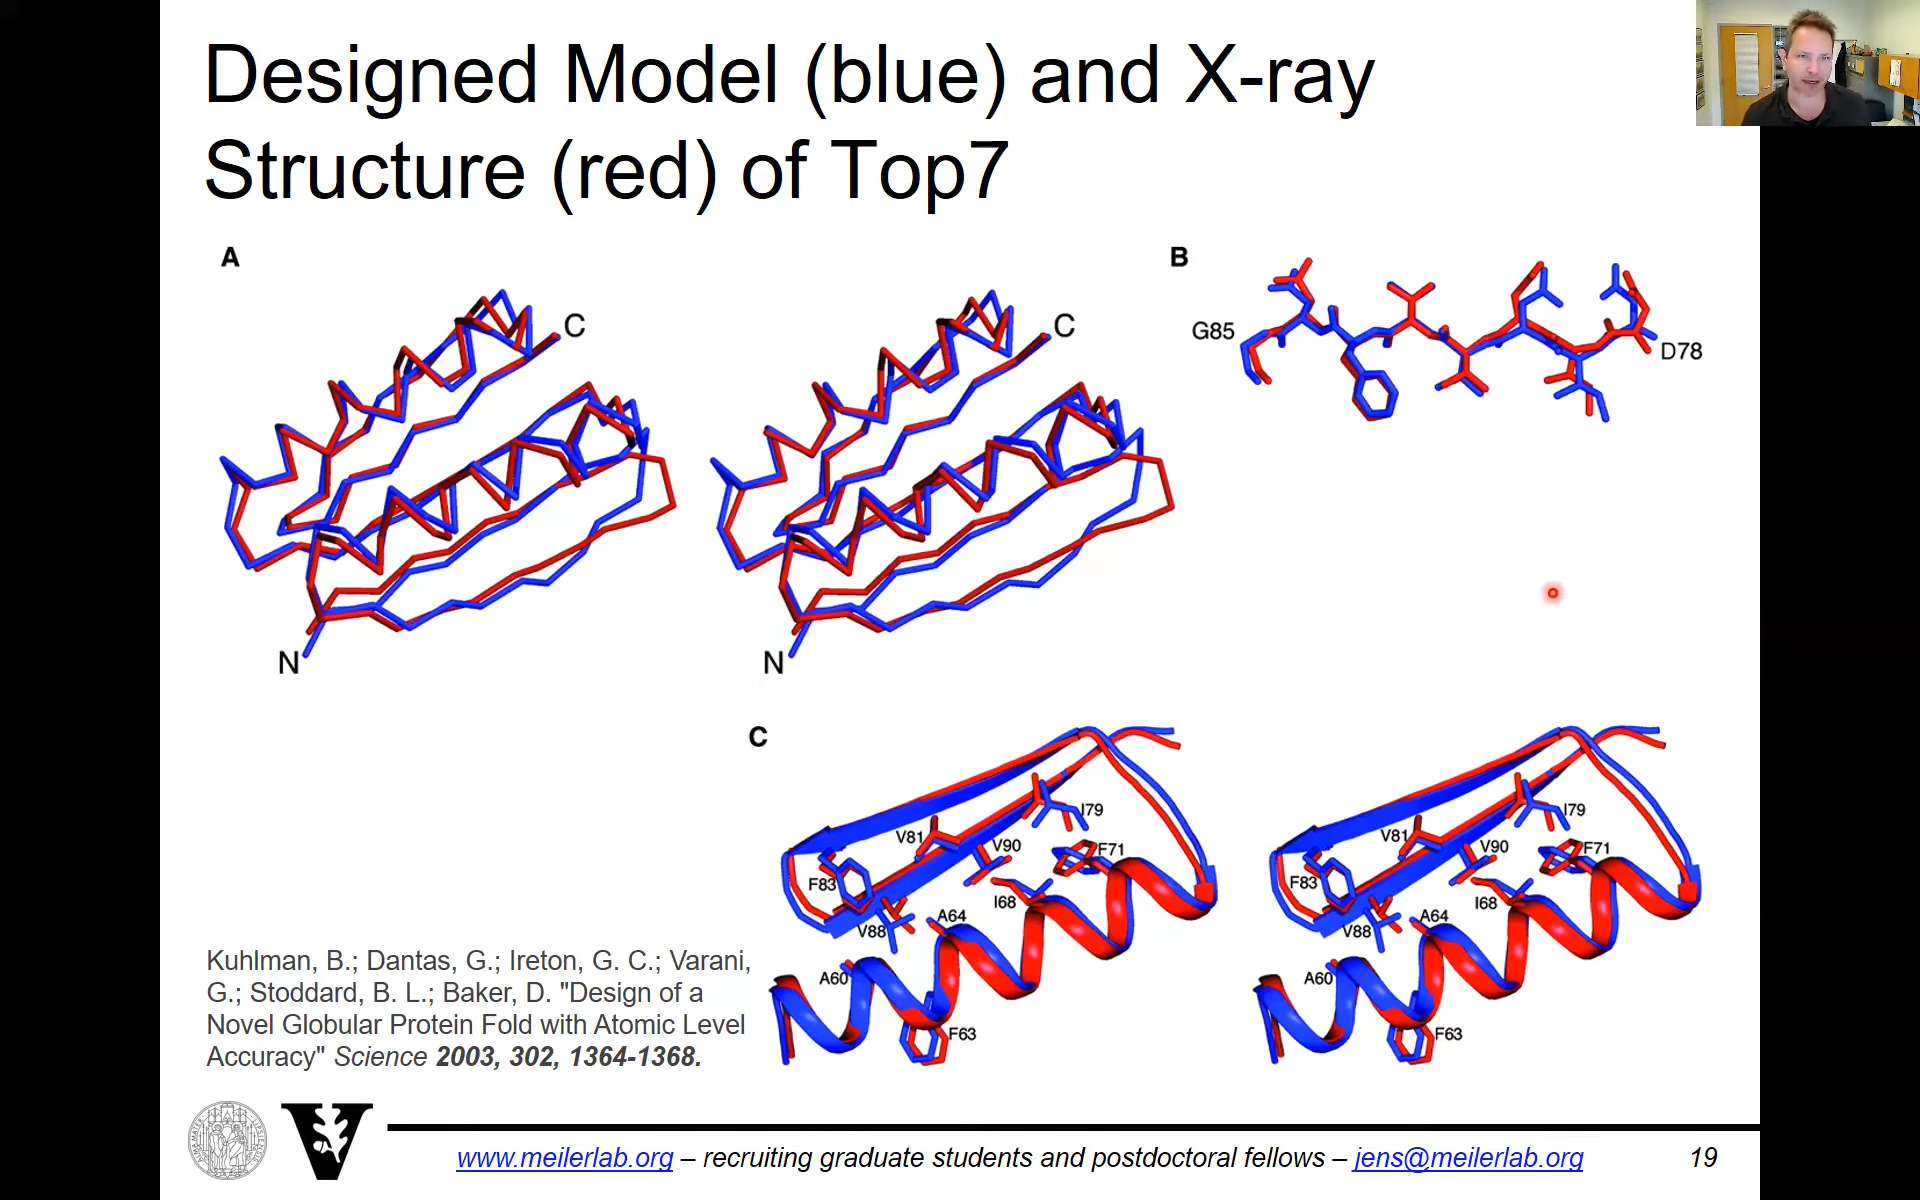 Designed Model (blue) and X-ray
Structure (red) of Top7
A
C
C
N
N
B
G85
D78
C
I79
V81
V90
F71
F83
I68
A64
V88
A60
F63
I79
V81
V90
F71
F83
I68
A64
V88
A60
F63
Kuhlman, B.; Dantas, G.; Ireton, G. C.; Varani,
G.; Stoddard, B. L.; Baker, D. "Design of a
Novel Globular Protein Fold with Atomic Level
Accuracy" Science 2003, 302, 1364-1368.
V
www.meilerlab.org – recruiting graduate students and postdoctoral fellows – jens@meilerlab.org
19